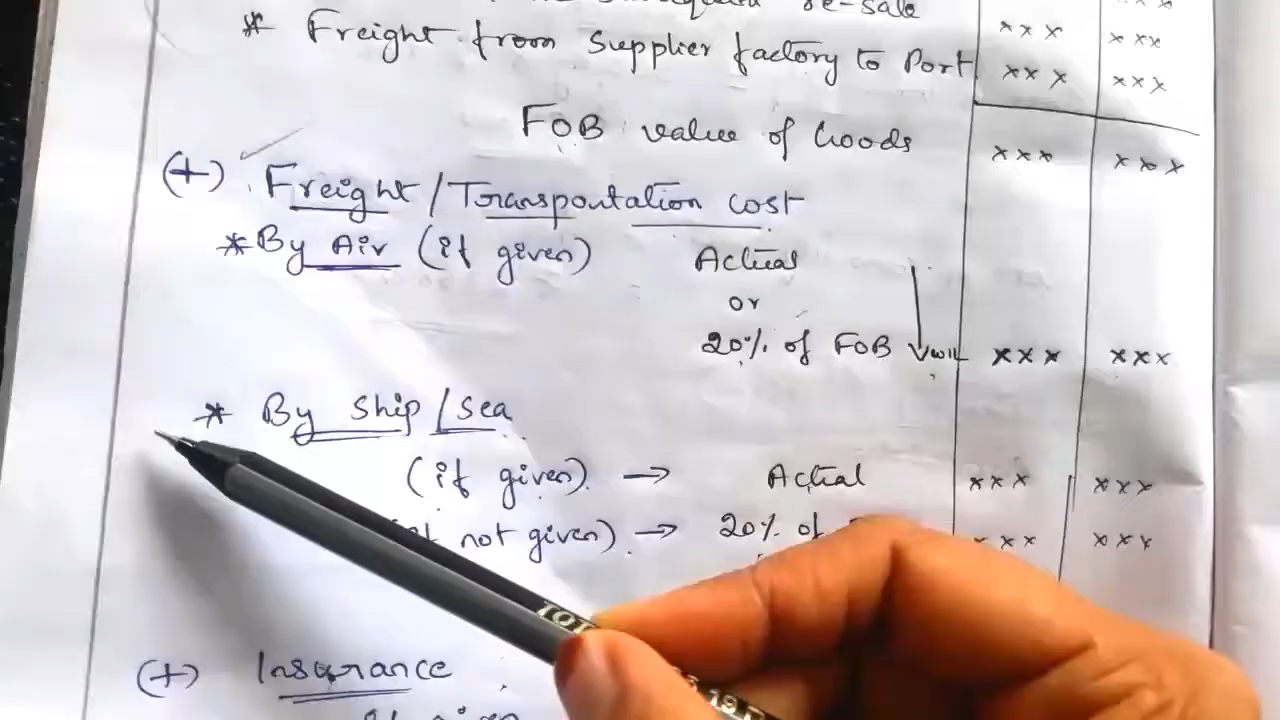 re-sale
* Freight from Supplier factory to Port xxx xxx
xxx xxx
FOB value of Goods xxx xxx
(+) Freight / Transportation cost
* By Air (if given) Actual
or
20% of FOB xxx xxx
* By Ship / Sea
(if given) → Actual xxx xxx
not given) → 20% of xxx xxx
(+) Insurance